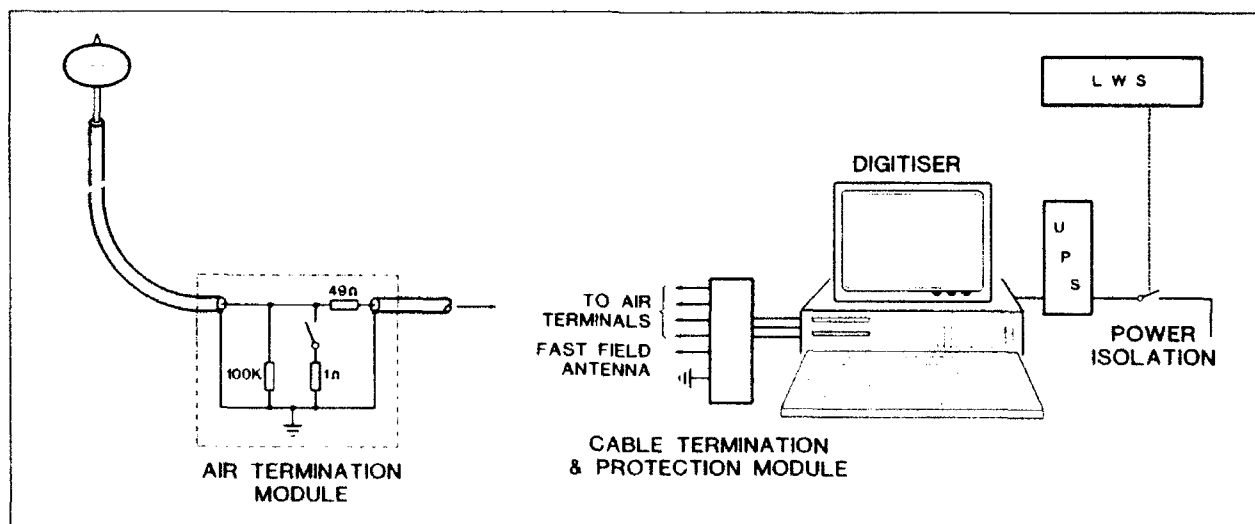 L W S
DIGITISER
U
P
S
49Ω
TO AIR
TERMINALS
FAST FIELD
ANTENNA
POWER
ISOLATION
100K
1Ω
CABLE TERMINATION
& PROTECTION MODULE
AIR TERMINATION
MODULE